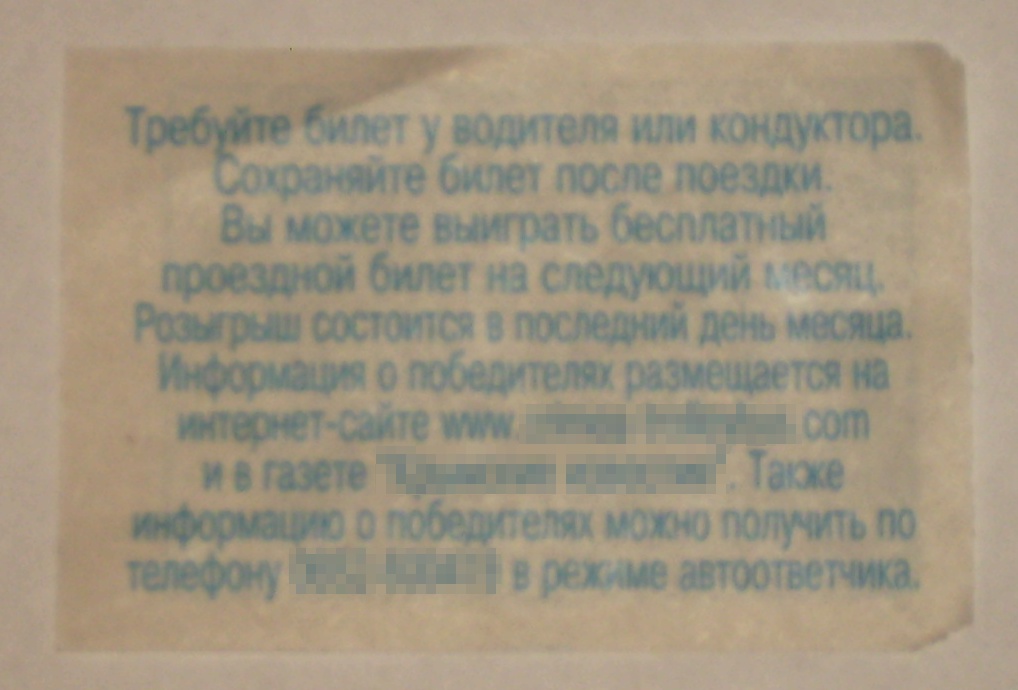 Требуйте билет у водителя или кондуктора.
Сохраняйте билет после поездки.
Вы можете выиграть бесплатный
проездной билет на следующий месяц.
Розыгрыш состоится в последний день месяца.
Информация о победителях размещается на
интернет-сайте www. .com
и в газете " ". Также
информацию о победителях можно получить по
телефону в режиме автоответчика.